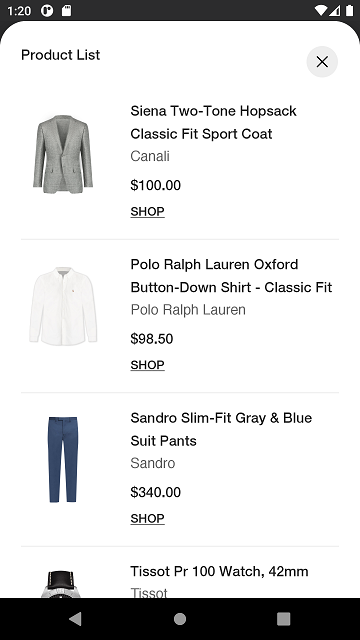 1:20
Product List
Siena Two-Tone Hopsack
Classic Fit Sport Coat
Canali
$100.00
SHOP
Polo Ralph Lauren Oxford
Button-Down Shirt - Classic Fit
Polo Ralph Lauren
$98.50
SHOP
Sandro Slim-Fit Gray & Blue
Suit Pants
Sandro
$340.00
SHOP
Tissot Pr 100 Watch, 42mm
Tissot